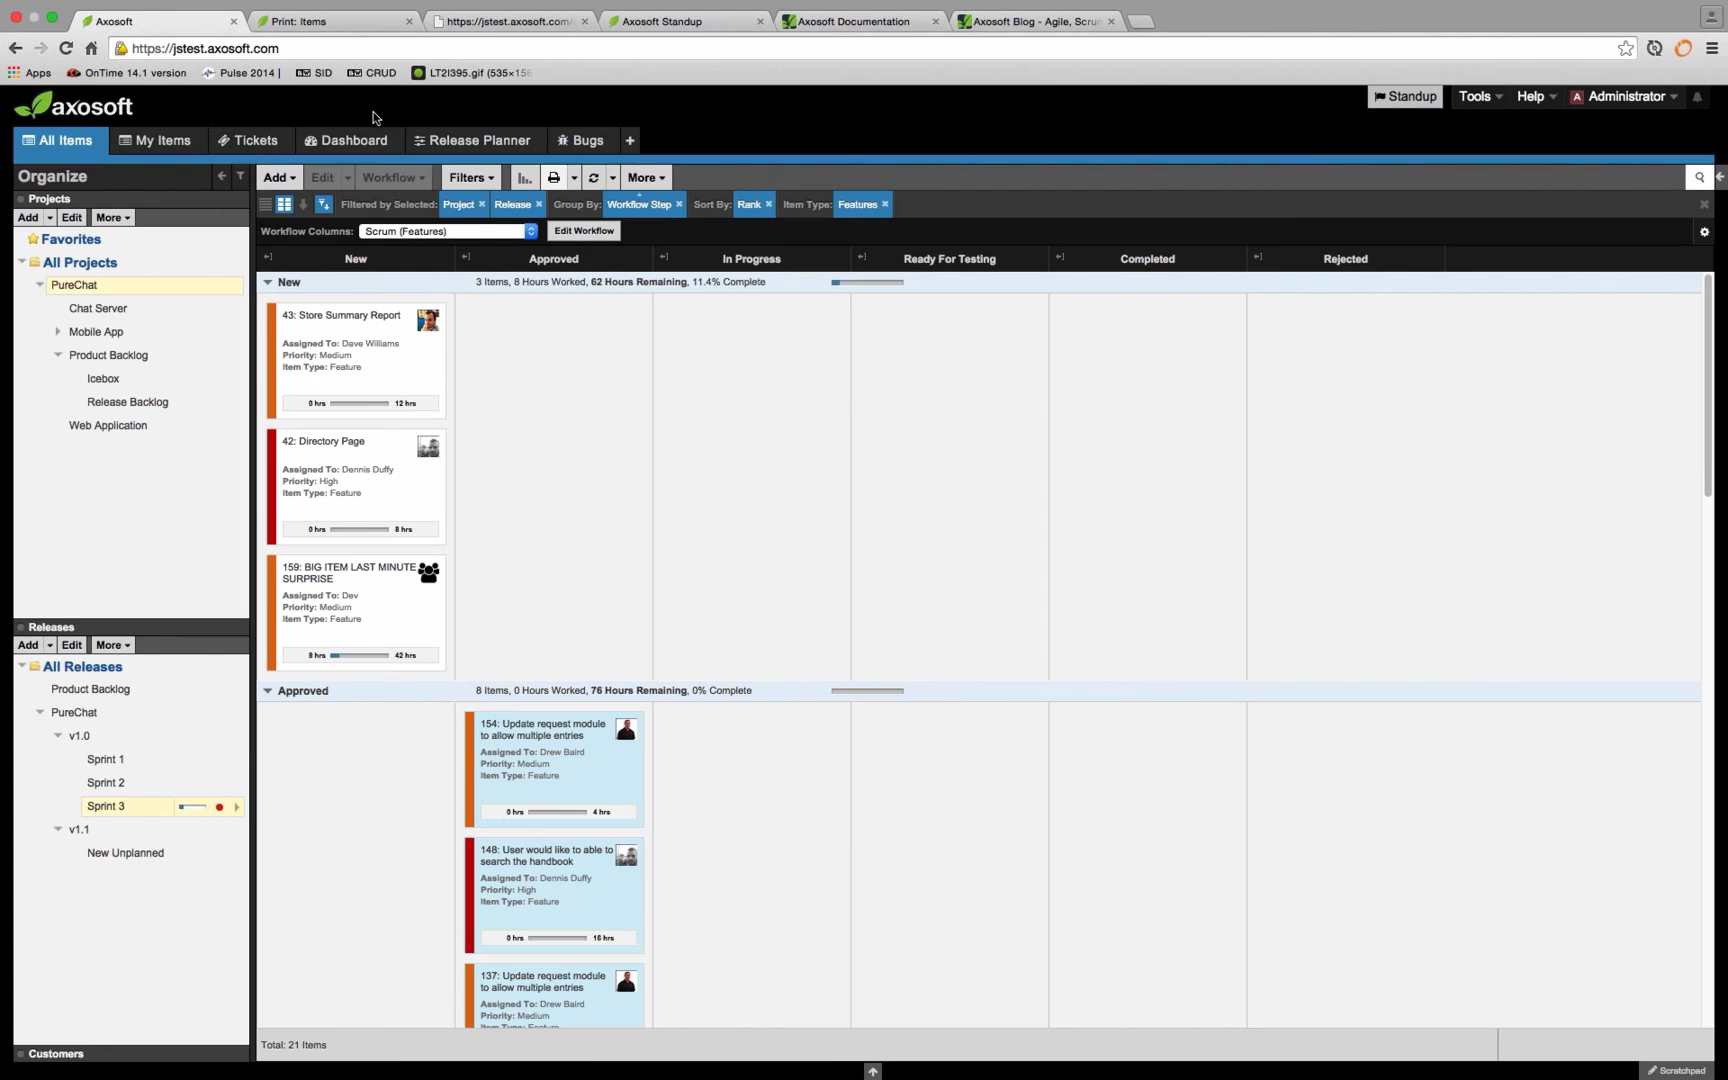 Axosoft
Print: Items
https://jstest.axosoft.com/
Axosoft Standup
Axosoft Documentation
Axosoft Blog - Agile, Scru
https://jstest.axosoft.com
Apps
OnTime 14.1 version
Pulse 2014 |
SID
CRUD
LT2I395.gif (535×156
axosoft
Standup
Tools
Help
A Administrator
All Items
My Items
Tickets
Dashboard
Release Planner
Bugs
+
Organize
Add
Edit
Workflow
Filters
More
Projects
Filtered by Selected:
Project ×
Release ×
Group By:
Workflow Step ×
Sort By:
Rank ×
Item Type:
Features ×
Add
Edit
More
Workflow Columns:
Scrum (Features)
Edit Workflow
Favorites
All Projects
PureChat
Chat Server
Mobile App
Product Backlog
Icebox
Release Backlog
Web Application
New
Approved
In Progress
Ready For Testing
Completed
Rejected
New
3 Items, 8 Hours Worked, 62 Hours Remaining, 11.4% Complete
43: Store Summary Report
Assigned To: Dave Williams
Priority: Medium
Item Type: Feature
0 hrs
12 hrs
42: Directory Page
Assigned To: Dennis Duffy
Priority: High
Item Type: Feature
0 hrs
8 hrs
159: BIG ITEM LAST MINUTE
SURPRISE
Assigned To: Dev
Priority: Medium
Item Type: Feature
8 hrs
42 hrs
Approved
8 Items, 0 Hours Worked, 76 Hours Remaining, 0% Complete
154: Update request module
to allow multiple entries
Assigned To: Drew Baird
Priority: Medium
Item Type: Feature
0 hrs
4 hrs
148: User would like to able to
search the handbook
Assigned To: Dennis Duffy
Priority: High
Item Type: Feature
0 hrs
16 hrs
137: Update request module
to allow multiple entries
Assigned To: Drew Baird
Priority: Medium
Item Type: Feature
Releases
Add
Edit
More
All Releases
Product Backlog
PureChat
v1.0
Sprint 1
Sprint 2
Sprint 3
v1.1
New Unplanned
Customers
Total: 21 Items
Scratchpad